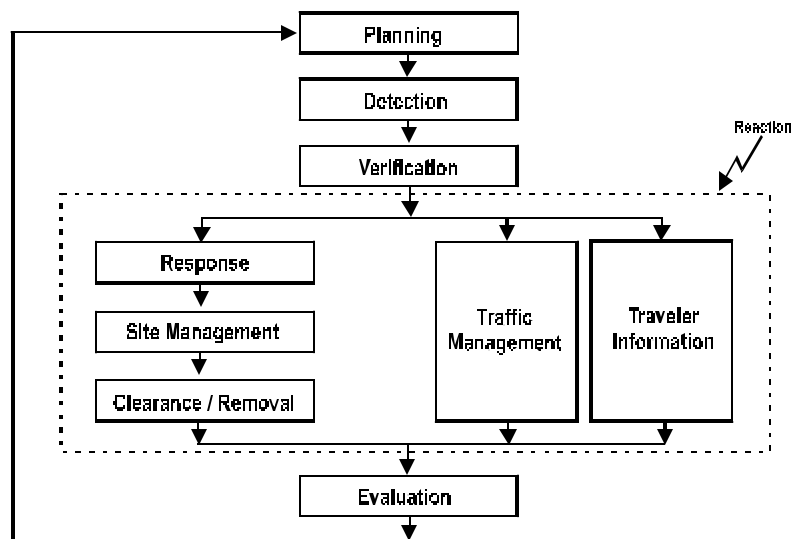 Planning
Detection
Verification
Reaction
Response
Site Management
Clearance / Removal
Traffic
Management
Traveler
Information
Evaluation